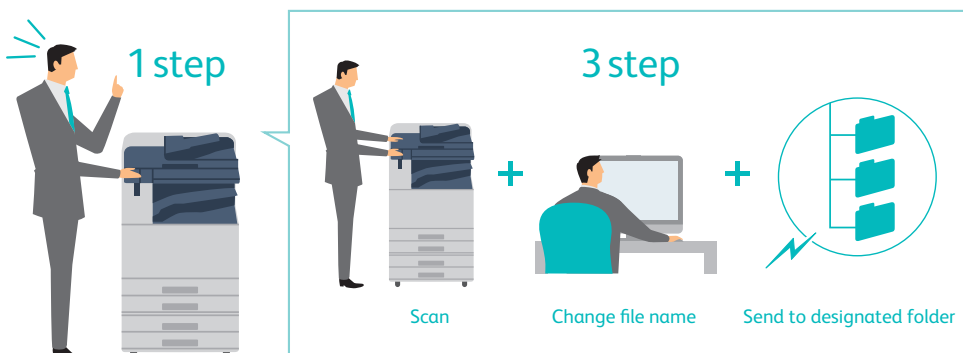 1 step
3 step
Scan
Change file name
Send to designated folder